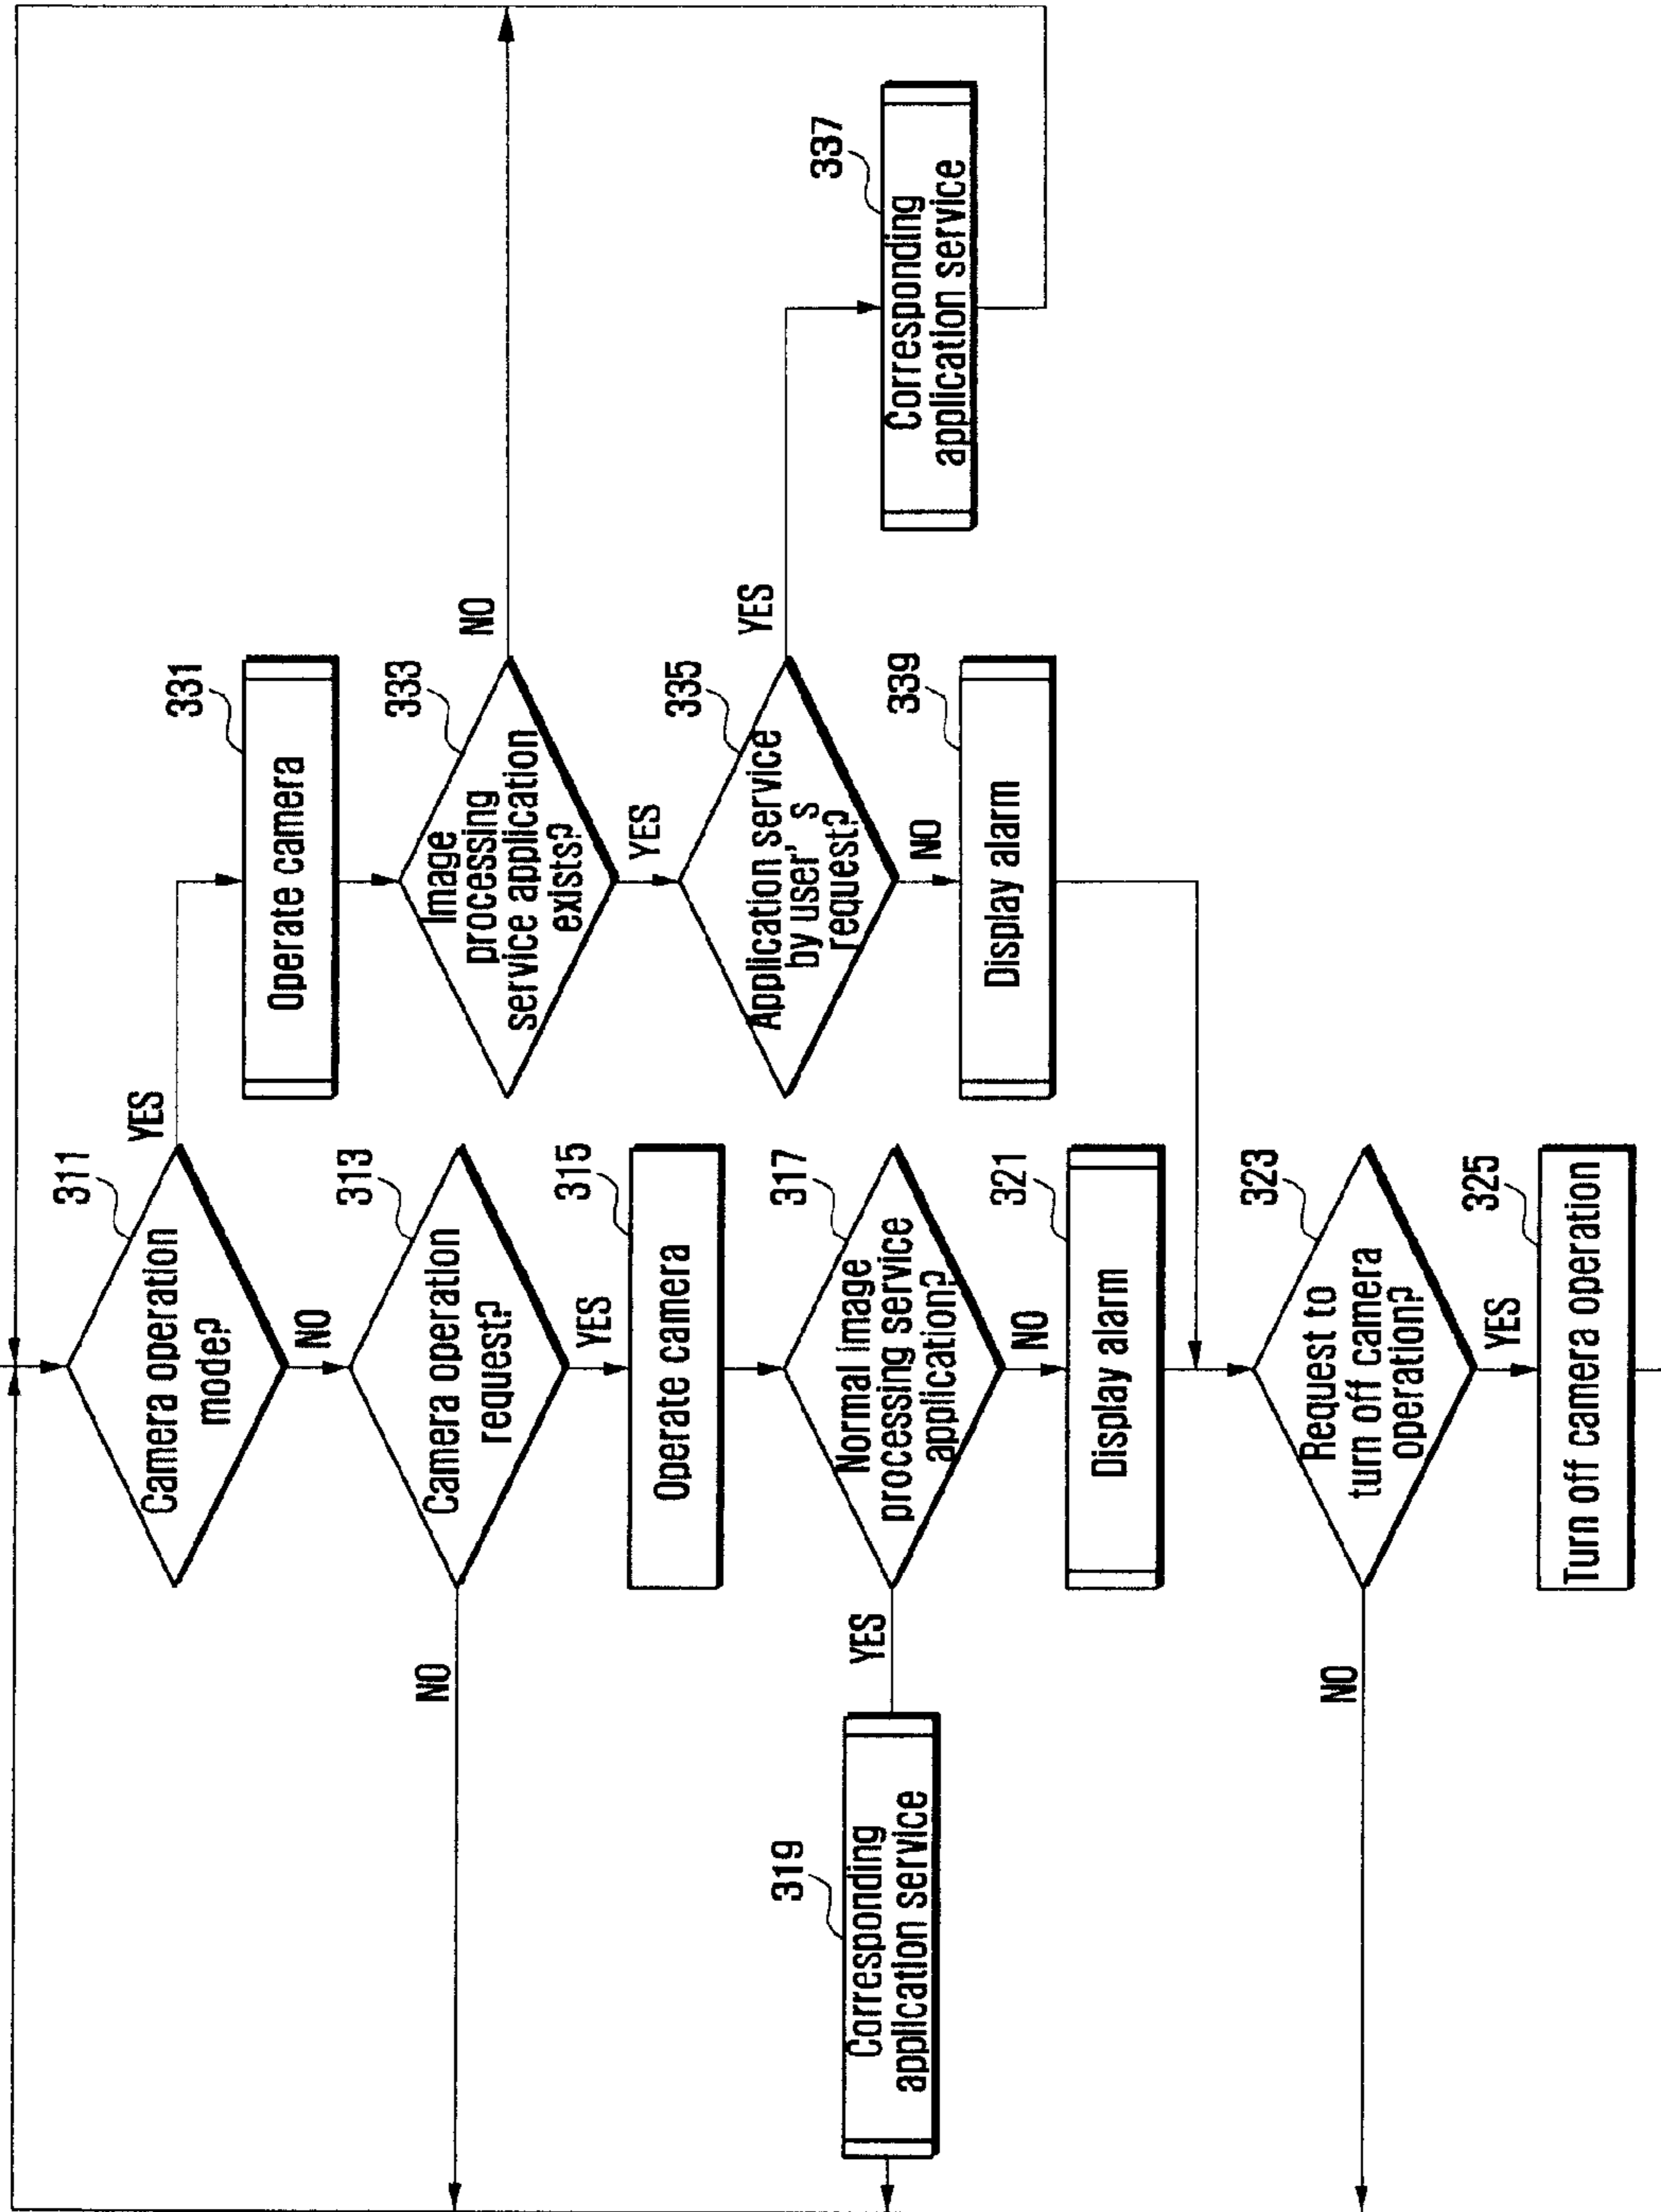 311
Camera operation
mode?
YES
NO
313
Camera operation
request?
NO
YES
315
Operate camera
317
Normal image
processing service
application?
YES
NO
319
Corresponding
application service
321
Display alarm
323
Request to
turn off camera
operation?
NO
YES
325
Turn off camera operation
331
Operate camera
333
Image
processing
service application
exists?
NO
YES
335
Application service
by user's
request?
YES
NO
337
Corresponding
application service
339
Display alarm